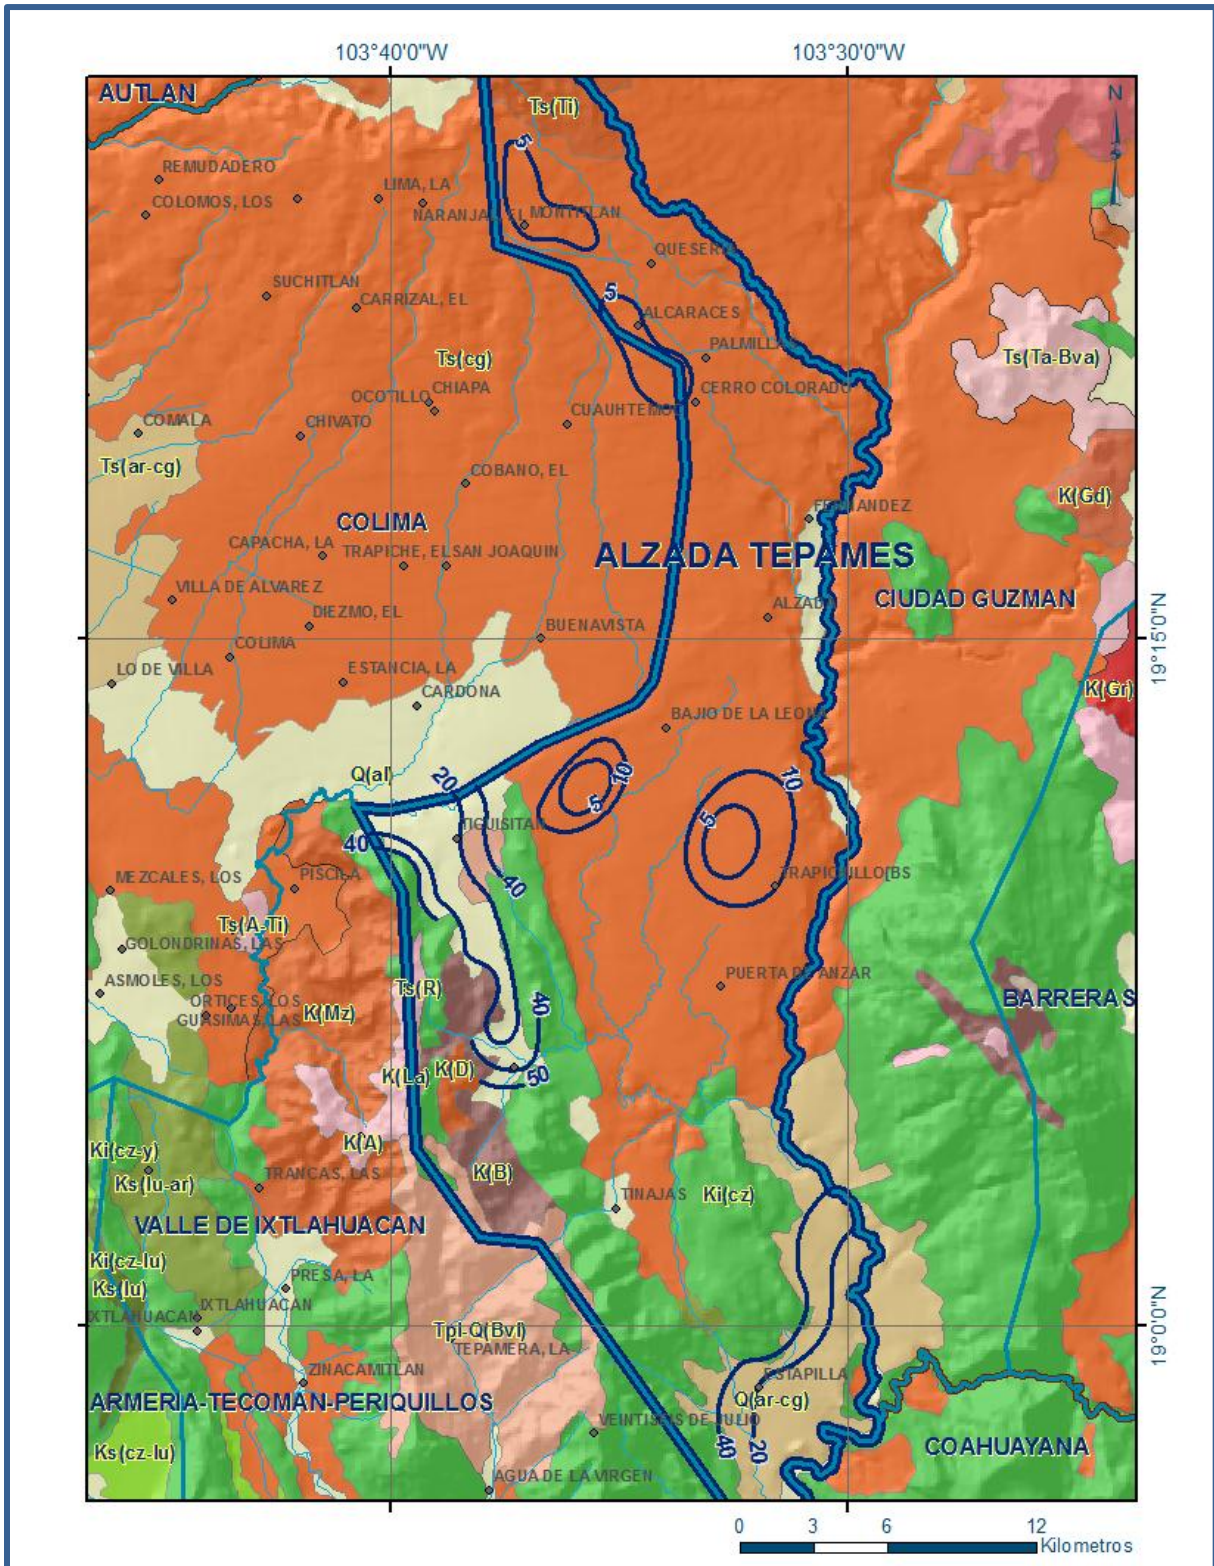 103°40'0"W
103°30'0"W
AUTLAN
Ts(Ti)
N
5
REMUDADERO
LIMA, LA
COLOMOS, LOS
NARANJAL, EL
MONTITLAN
QUESERIA
SUCHITLAN
CARRIZAL, EL
5
ALCARACES
PALMILLAS
Ts(cg)
Ts(Ta-Bva)
OCOTILLO
CHIAPA
CERRO COLORADO
COMALA
CHIVATO
CUAUHTEMOC
Ts(ar-cg)
COBANO, EL
K(Gd)
FERNANDEZ
COLIMA
CAPACHA, LA
TRAPICHE, EL
SAN JOAQUIN
ALZADA TEPAMES
VILLA DE ALVAREZ
CIUDAD GUZMAN
DIEZMO, EL
ALZADA
BUENAVISTA
19°15'0"N
COLIMA
LO DE VILLA
ESTANCIA, LA
CARDONA
K(Gr)
BAJIO DE LA LEONA
Q(al)
20
10
10
5
5
TIGUISITAN
40
40
MEZCALES, LOS
PISCILA
TRAPICHILLO[BS
Ts(A-Ti)
GOLONDRINAS, LAS
ASMOLES, LOS
Ts(R)
PUERTA DE ANZAR
ORTICES, LOS
GUASIMAS, LAS
K(Mz)
40
BARRERAS
K(La)
K(D)
50
Ki(cz-y)
K(A)
Ks(lu-ar)
TRANCAS, LAS
K(B)
TINAJAS
Ki(cz)
VALLE DE IXTLAHUACAN
Ki(cz-lu)
Ks(lu)
PRESA, LA
IXTLAHUACAN
IXTLAHUACAN
19°0'0"N
Tpl-Q(Bvl)
TEPAMERA, LA
ZINACAMITLAN
ESTAPILLA
ARMERIA-TECOMAN-PERIQUILLOS
Q(ar-cg)
VEINTISEIS DE JULIO
40
20
COAHUAYANA
Ks(cz-lu)
AGUA DE LA VIRGEN
0 3 6 12
Kilometros